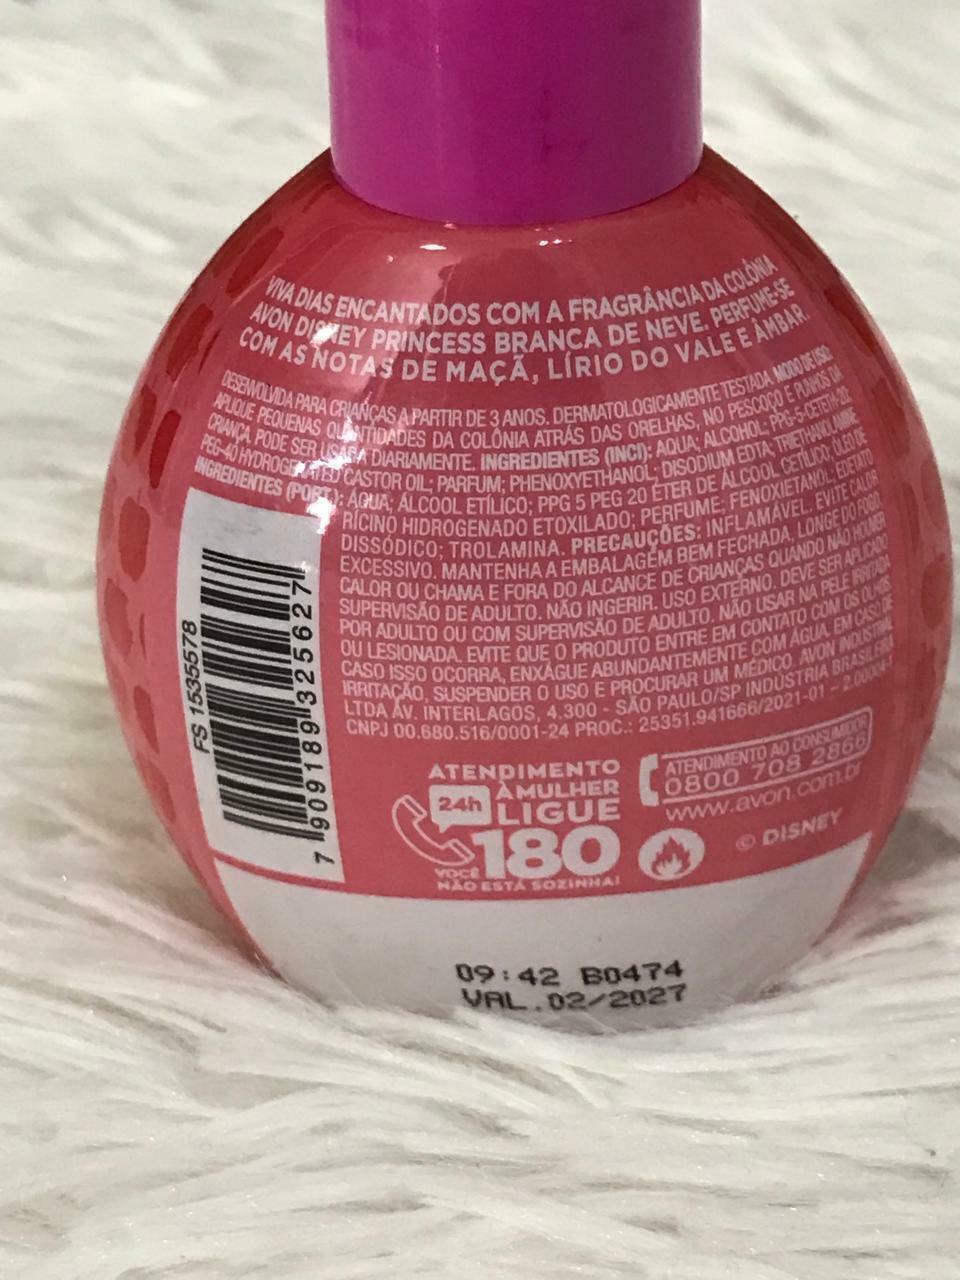 VIVA DIAS ENCANTADOS COM A FRAGRÂNCIA DA COLÔNIA
AVON DISNEY PRINCESS BRANCA DE NEVE. PERFUME-SE
COM AS NOTAS DE MAÇÃ, LÍRIO DO VALE E ÂMBAR.
DESENVOLVIDA PARA CRIANÇAS A PARTIR DE 3 ANOS. DERMATOLOGICAMENTE TESTADA. MODO DE USO:
APLIQUE PEQUENAS QUANTIDADES DA COLÔNIA ATRÁS DAS ORELHAS, NO PESCOÇO E PUNHOS DA
CRIANÇA. PODE SER USADA DIARIAMENTE. INGREDIENTES (INCI): AQUA; ALCOHOL; PPG-5-CETETH-20;
PEG-40 HYDROGENATED CASTOR OIL; PARFUM; PHENOXYETHANOL; DISODIUM EDTA; TRIETHANOLAMINE
INGREDIENTES (PORT.): ÁGUA; ÁLCOOL ETÍLICO; PPG 5 PEG 20 ÉTER DE ÁLCOOL CETÍLICO; ÓLEO DE
RÍCINO HIDROGENADO ETOXILADO; PERFUME; FENOXIETANOL; EDETATO
DISSÓDICO; TROLAMINA. PRECAUÇÕES: INFLAMÁVEL. EVITE CALOR
EXCESSIVO. MANTENHA A EMBALAGEM BEM FECHADA, LONGE DO FOGO,
CALOR OU CHAMA E FORA DO ALCANCE DE CRIANÇAS QUANDO NÃO HOUVER
SUPERVISÃO DE ADULTO. NÃO INGERIR. USO EXTERNO. DEVE SER APLICADO
POR ADULTO OU COM SUPERVISÃO DE ADULTO. NÃO USAR NA PELE IRRITADA
OU LESIONADA. EVITE QUE O PRODUTO ENTRE EM CONTATO COM OS OLHOS.
CASO ISSO OCORRA, ENXÁGUE ABUNDANTEMENTE COM ÁGUA. EM CASO DE
IRRITAÇÃO, SUSPENDER O USO E PROCURAR UM MÉDICO. AVON INDUSTRIAL
LTDA AV. INTERLAGOS, 4.300 - SÃO PAULO/SP INDÚSTRIA BRASILEIRA
CNPJ 00.680.516/0001-24 PROC.: 25351.941666/2021-01 - 2.00004-1
FS 1535578
7 909189 325627
ATENDIMENTO
À MULHER
24h LIGUE
180
VOCÊ
NÃO ESTÁ SOZINHA!
ATENDIMENTO AO CONSUMIDOR
0800 708 2866
www.avon.com.br
© DISNEY
09:42 B0474
VAL.02/2027